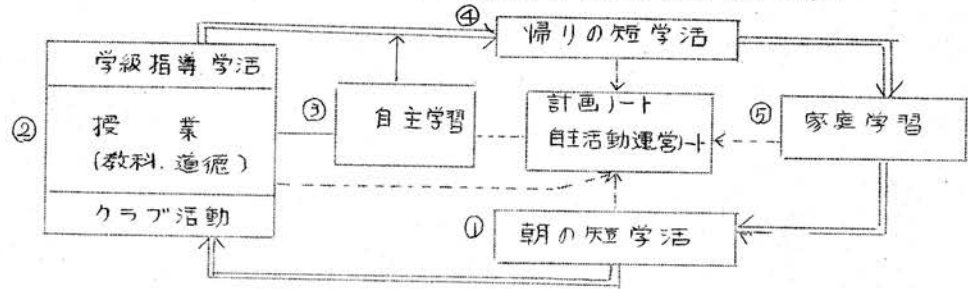 ④
帰りの短学活
学級指導 学活
②
授 業
(教科.道徳)
クラブ活動
③
自主学習
計画ノート
自主活動運営ノート
⑤
家庭学習
①
朝の短学活